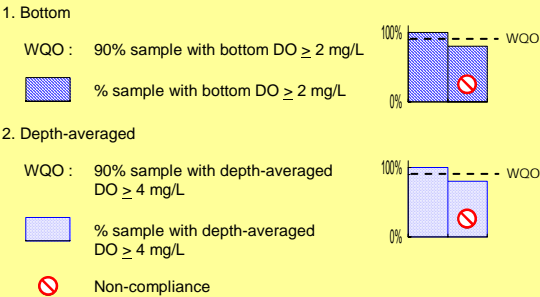 1. Bottom
WQO : 90% sample with bottom DO ≥ 2 mg/L
% sample with bottom DO ≥ 2 mg/L
100%
WQO
0%
2. Depth-averaged
WQO : 90% sample with depth-averaged
DO ≥ 4 mg/L
% sample with depth-averaged
DO ≥ 4 mg/L
100%
WQO
0%
Non-compliance